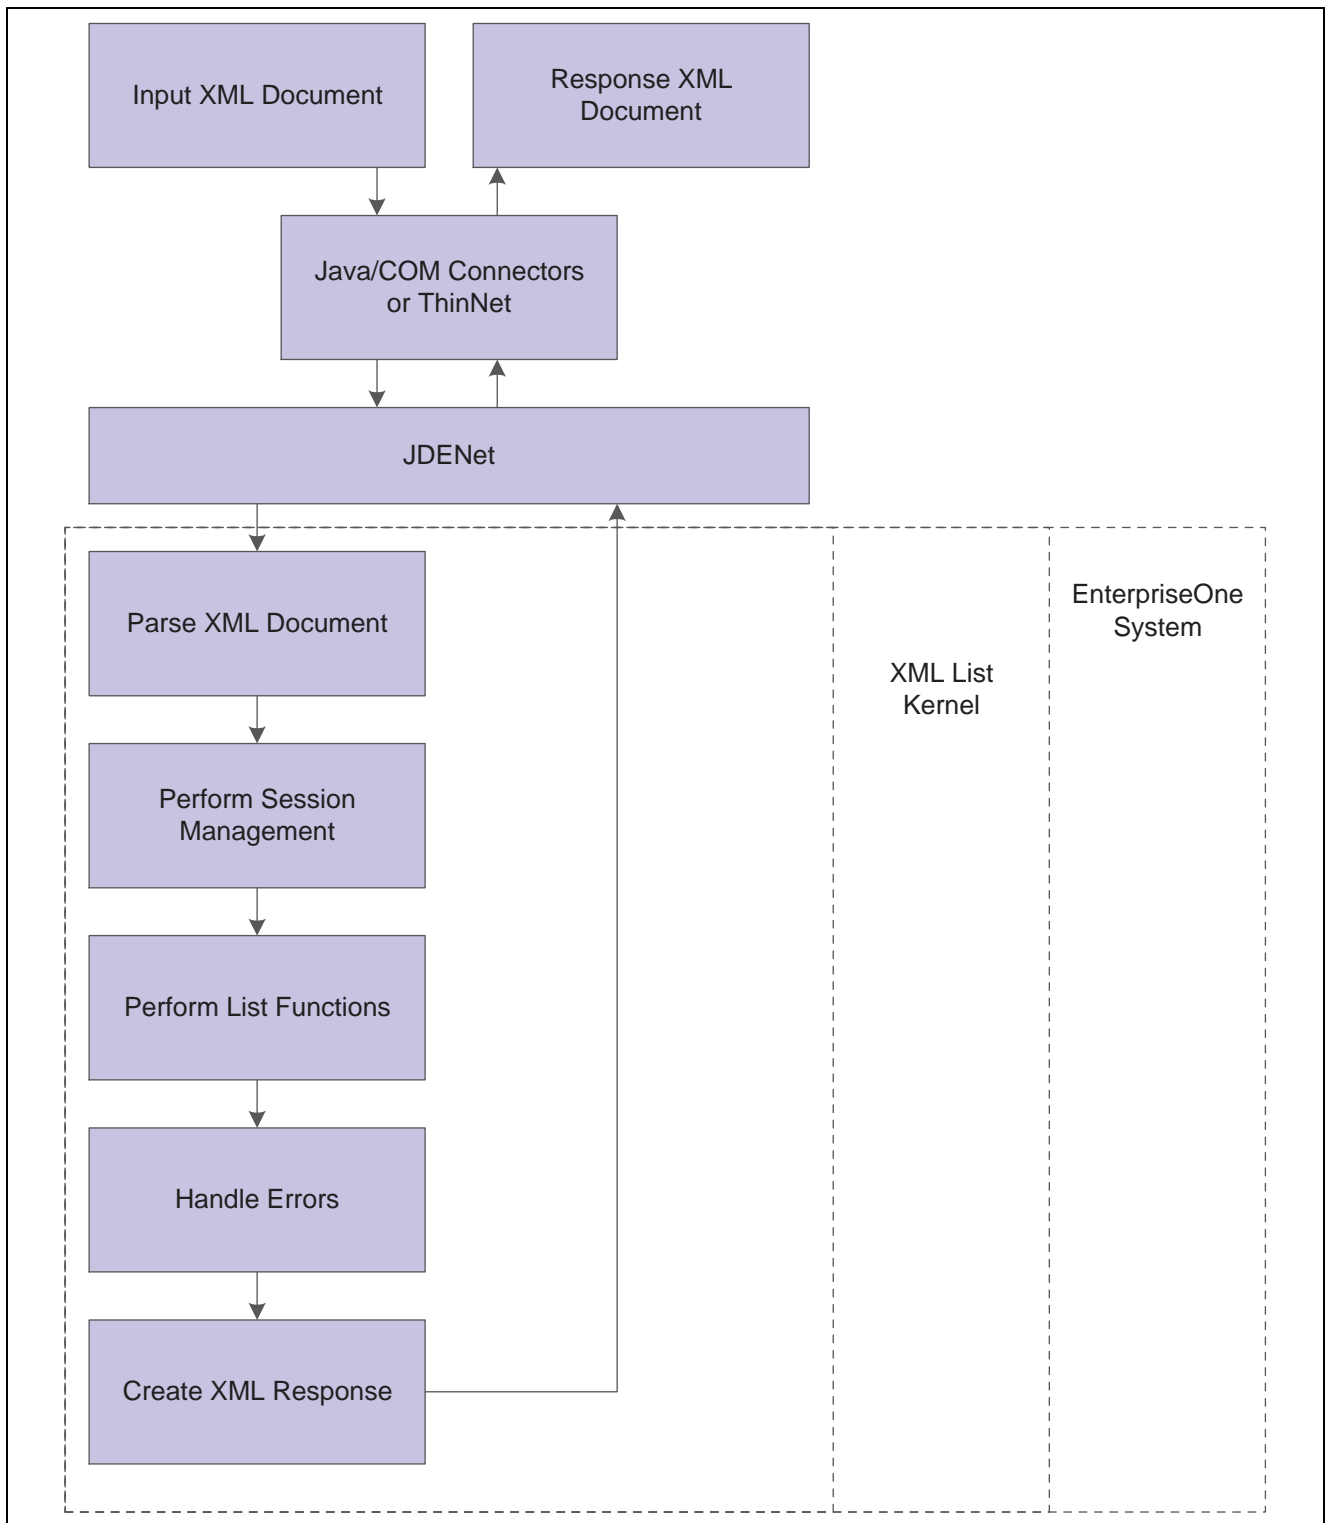 Input XML Document
Response XML
Document
Java/COM Connectors
or ThinNet
JDENet
Parse XML Document
EnterpriseOne
System
XML List
Kernel
Perform Session
Management
Perform List Functions
Handle Errors
Create XML Response